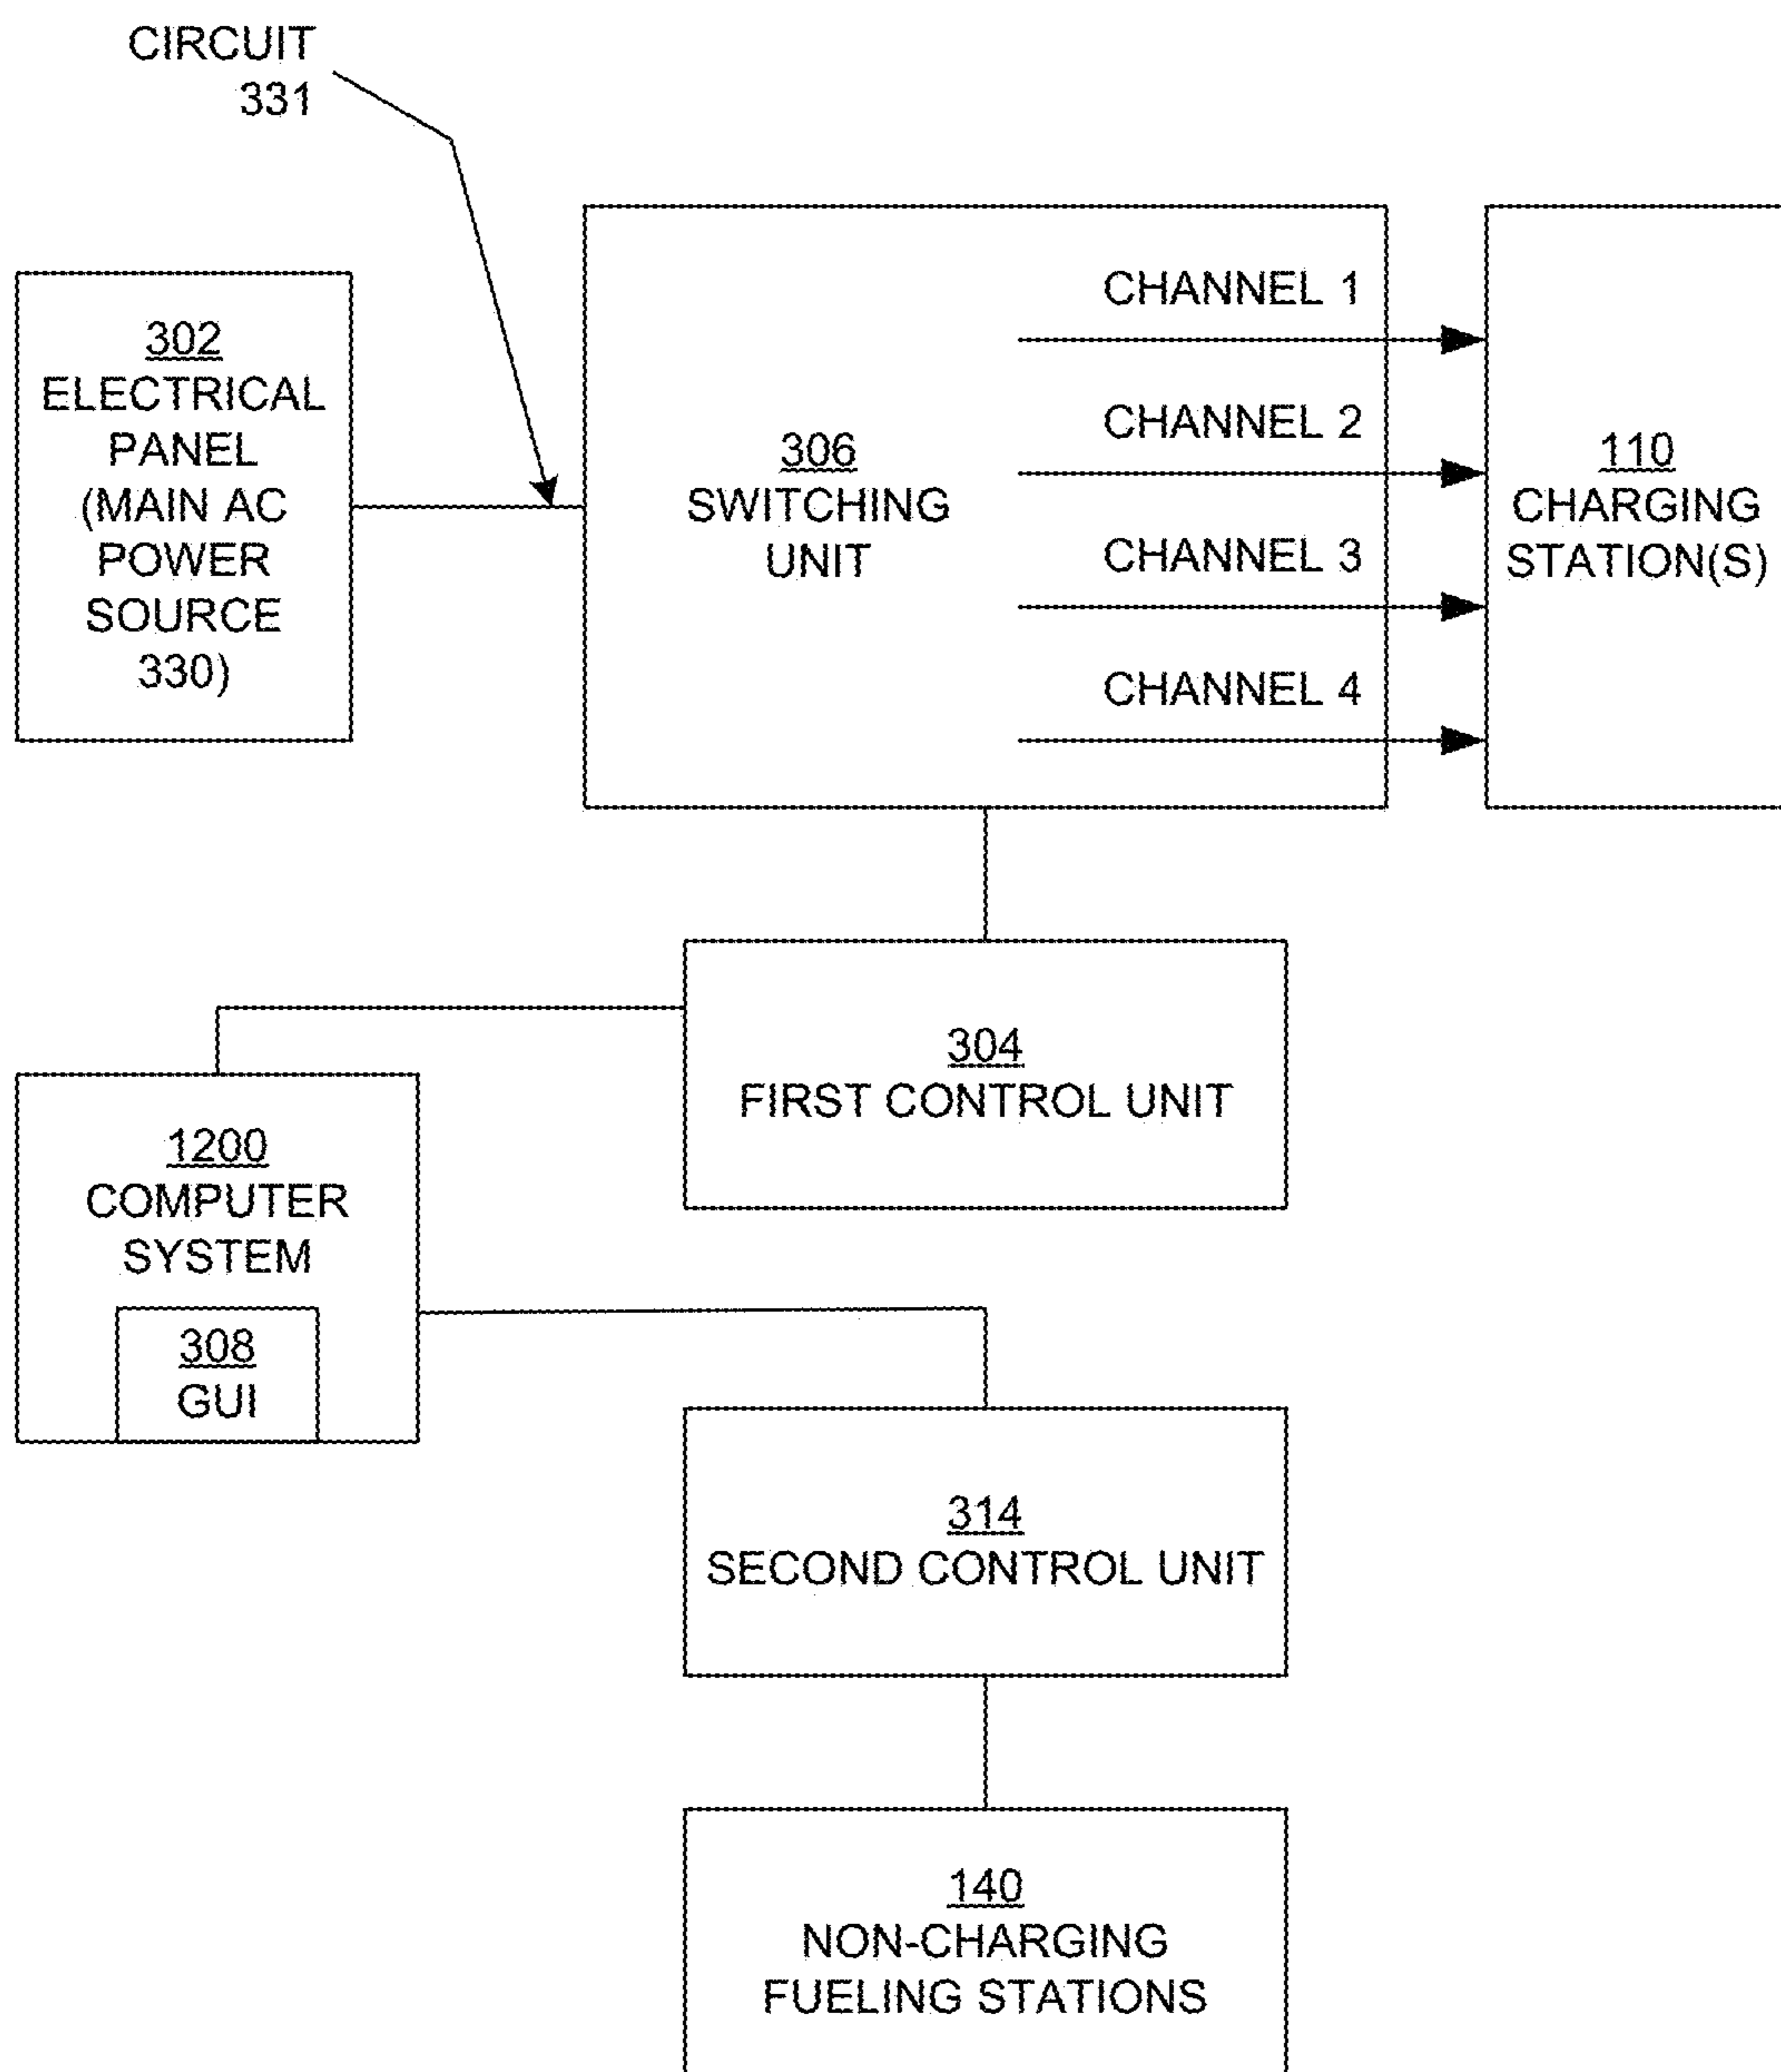 CIRCUIT
331
302
ELECTRICAL
PANEL
(MAIN AC
POWER
SOURCE
330)
306
SWITCHING
UNIT
CHANNEL 1
CHANNEL 2
CHANNEL 3
CHANNEL 4
110
CHARGING
STATION(S)
304
FIRST CONTROL UNIT
1200
COMPUTER
SYSTEM
308
GUI
314
SECOND CONTROL UNIT
140
NON-CHARGING
FUELING STATIONS